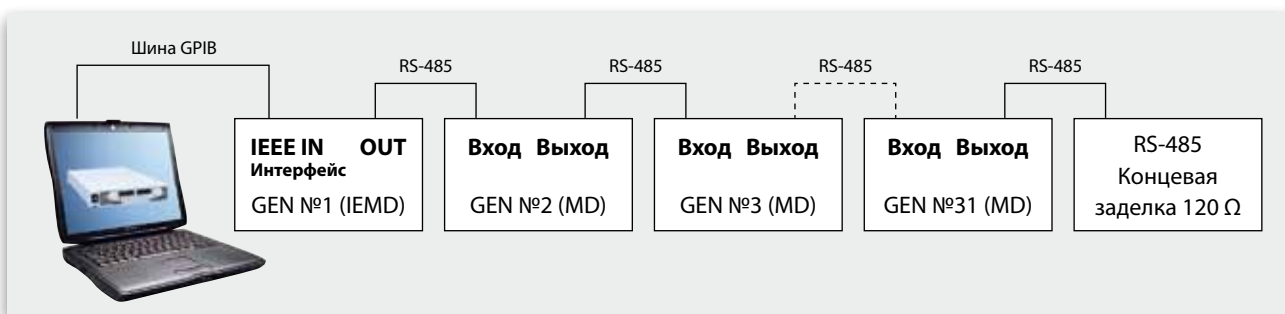 Шина GPIB
RS-485
RS-485
RS-485
RS-485
IEEE IN OUT
Интерфейс
GEN №1 (IEMD)
Вход Выход
GEN №2 (MD)
Вход Выход
GEN №3 (MD)
Вход Выход
GEN №31 (MD)
RS-485
Концевая
заделка 120 Ω